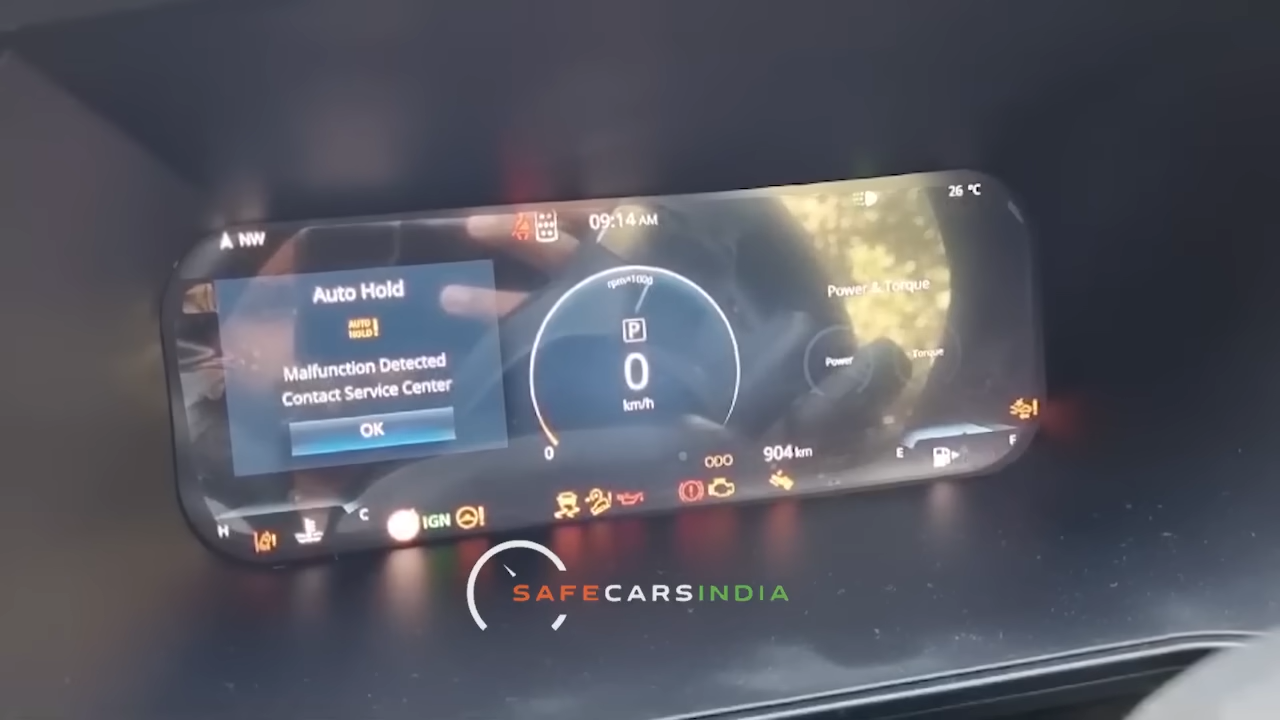 NW
09:14 AM
26 °C
Auto Hold
AUTO HOLD !
Malfunction Detected
Contact Service Center
OK
rpm×1000
P
0
km/h
0
Power & Torque
Power
Torque
ODO 904 km
E
F
H
C
IGN
SAFECARSINDIA